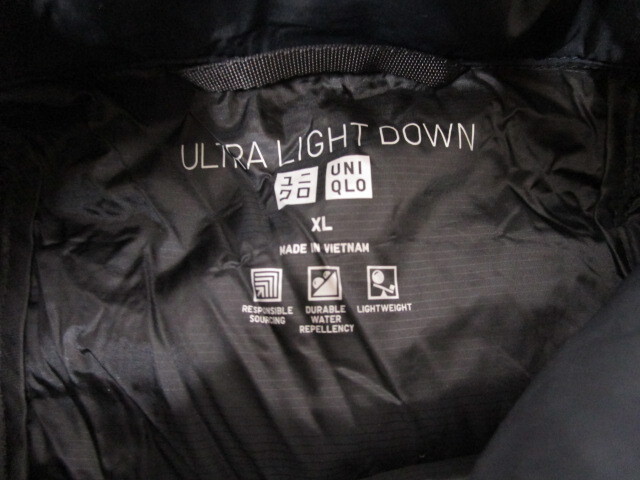 ULTRA LIGHT DOWN
ユニ
クロ
UNI
QLO
XL
MADE IN VIETNAM
RESPONSIBLE
SOURCING
DURABLE
WATER
REPELLENCY
LIGHTWEIGHT